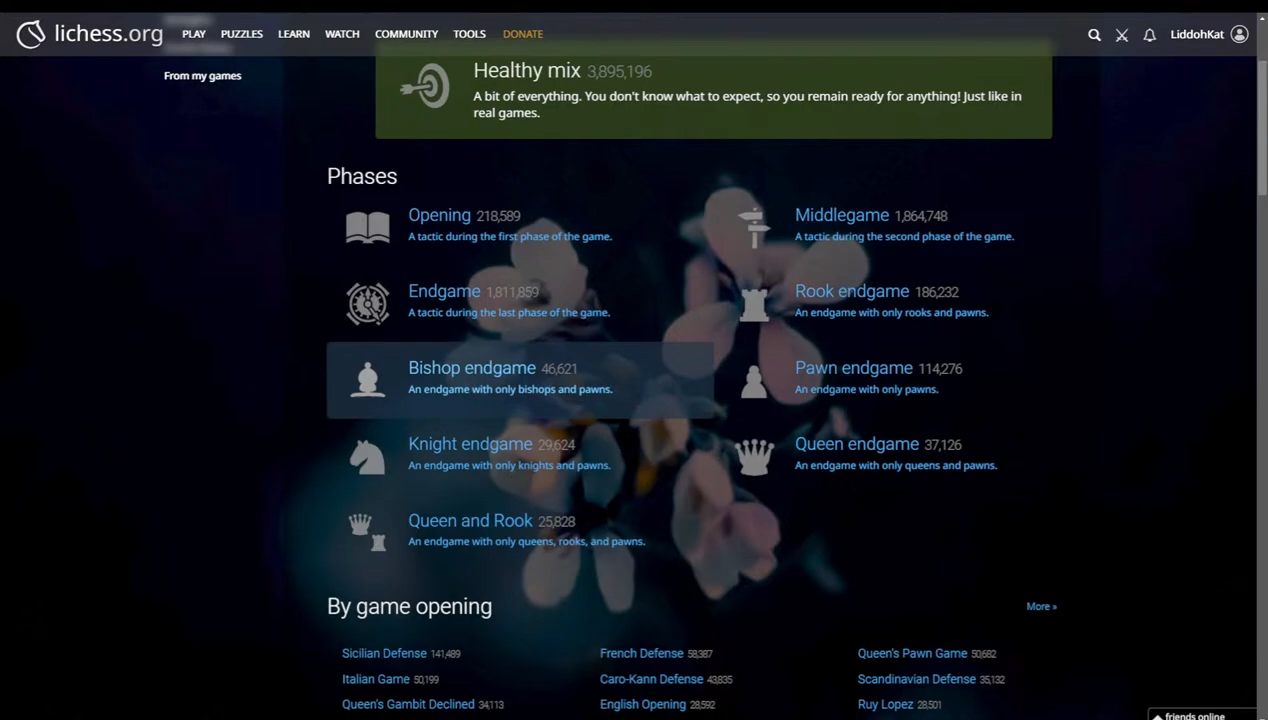 lichess.org PLAY PUZZLES LEARN WATCH COMMUNITY TOOLS DONATE LiddohKat
From my games
Healthy mix 3,895,196
A bit of everything. You don't know what to expect, so you remain ready for anything! Just like in
real games.
Phases
Opening 218,589
A tactic during the first phase of the game.
Middlegame 1,864,748
A tactic during the second phase of the game.
Endgame 1,811,859
A tactic during the last phase of the game.
Rook endgame 186,232
An endgame with only rooks and pawns.
Bishop endgame 46,621
An endgame with only bishops and pawns.
Pawn endgame 114,276
An endgame with only pawns.
Knight endgame 29,624
An endgame with only knights and pawns.
Queen endgame 37,126
An endgame with only queens and pawns.
Queen and Rook 25,828
An endgame with only queens, rooks, and pawns.
By game opening More »
Sicilian Defense 141,489 French Defense 58,387 Queen's Pawn Game 50,682
Italian Game 50,199 Caro-Kann Defense 43,835 Scandinavian Defense 35,132
Queen's Gambit Declined 34,113 English Opening 28,592 Ruy Lopez 28,501
friends online